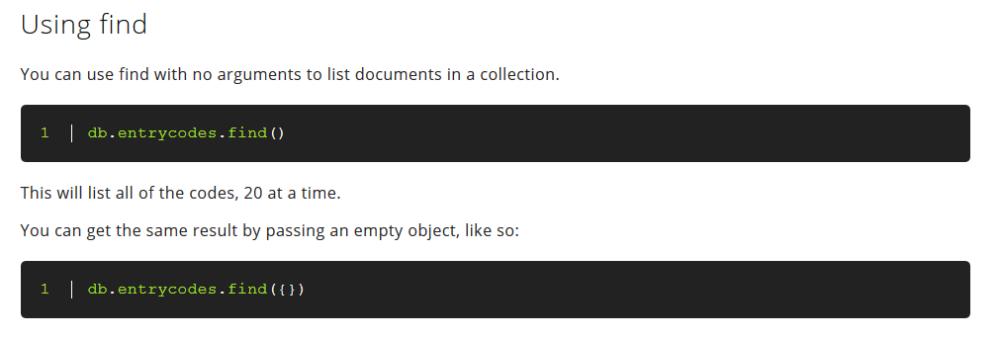 Using find
You can use find with no arguments to list documents in a collection.
1 | db.entrycodes.find()
This will list all of the codes, 20 at a time.
You can get the same result by passing an empty object, like so:
1 | db.entrycodes.find({})